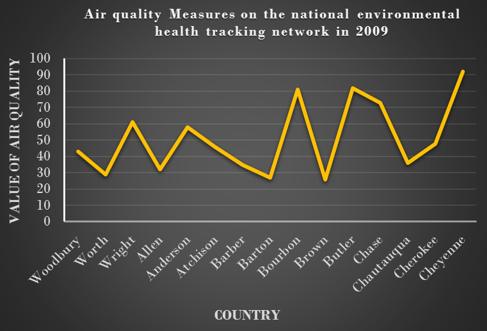 Air quality Measures on the national environmental
health tracking network in 2009
VALUE OF AIR QUALITY
100
90
80
70
60
50
40
30
20
10
0
Woodbury
Worth
Wright
Allen
Anderson
Atchison
Barber
Barton
Bourbon
Brown
Butler
Chase
Chautauqua
Cherokee
Cheyenne
COUNTRY